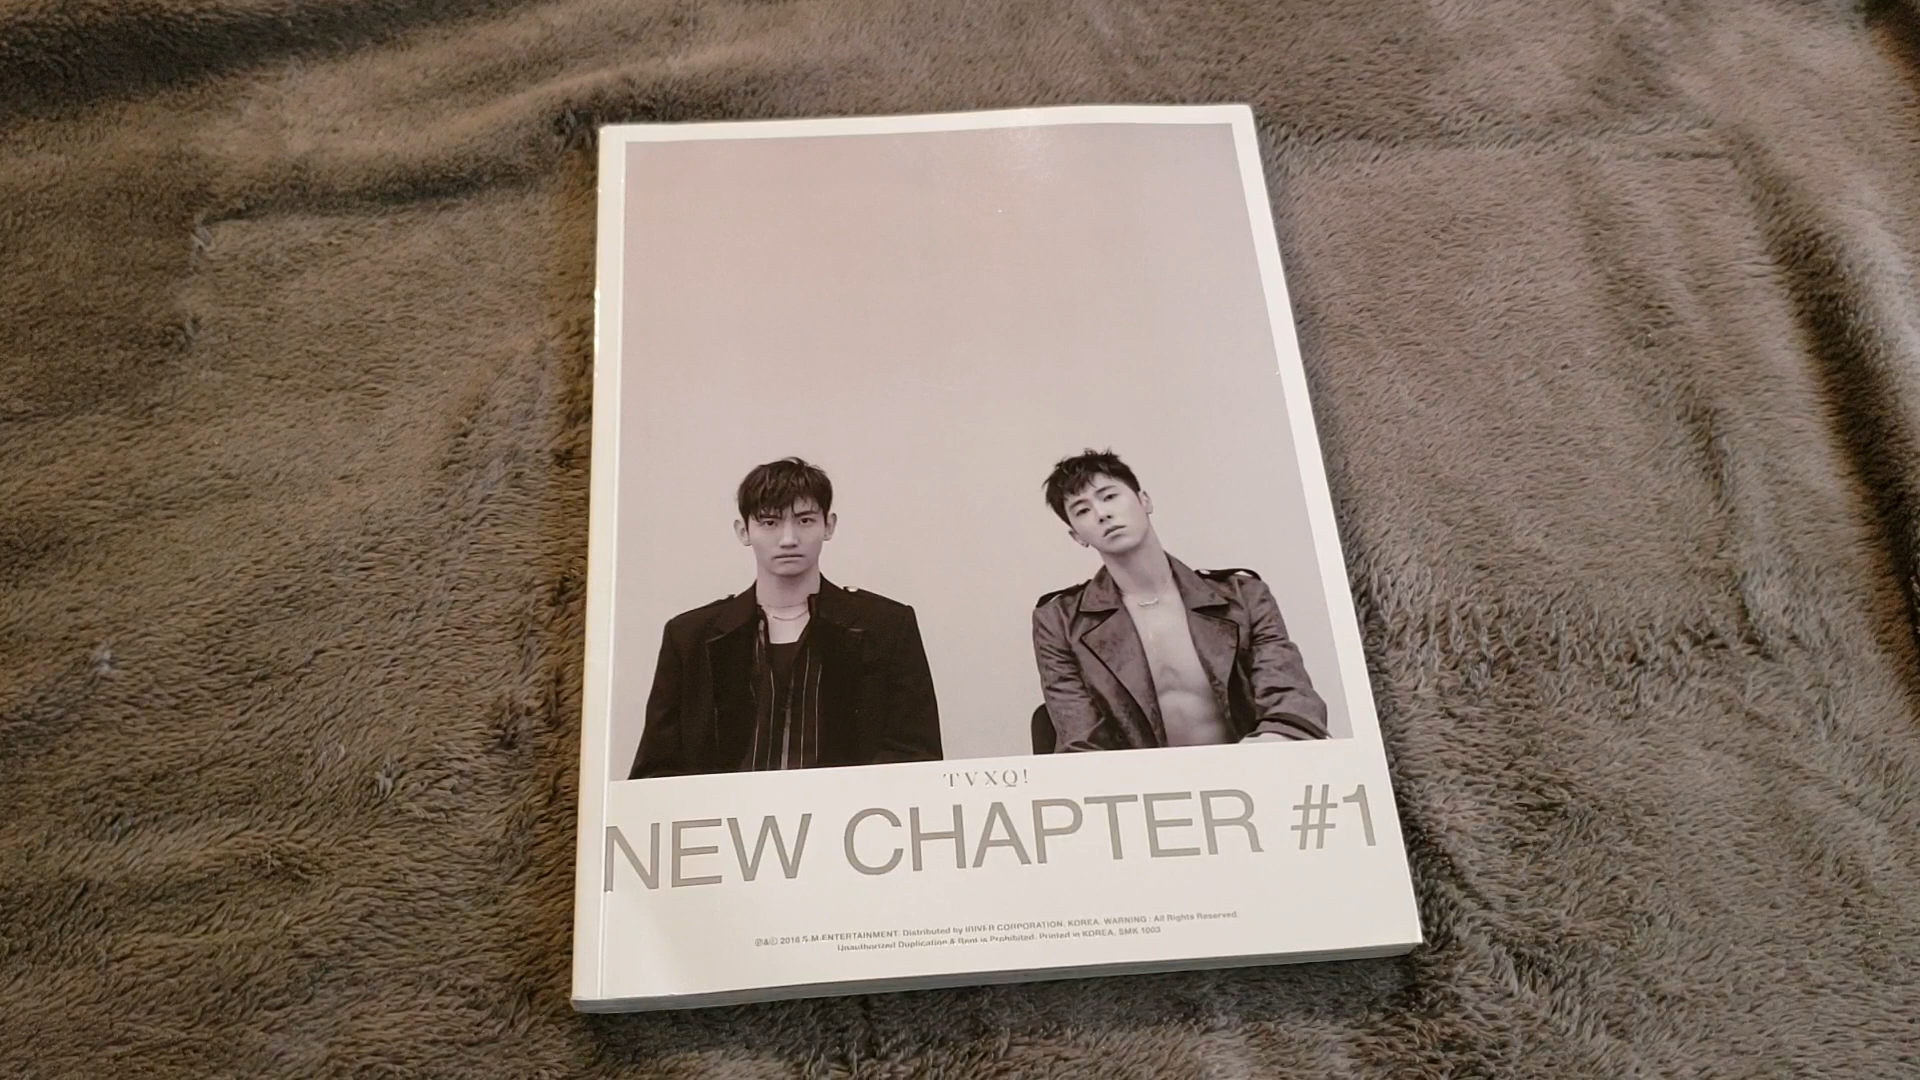 TVXQ!
NEW CHAPTER #1
℗&© 2018 S.M.ENTERTAINMENT. Distributed by IRIVER CORPORATION, KOREA. WARNING : All Rights Reserved.
Unauthorized Duplication & Rent is Prohibited. Printed in KOREA. SMK 1003